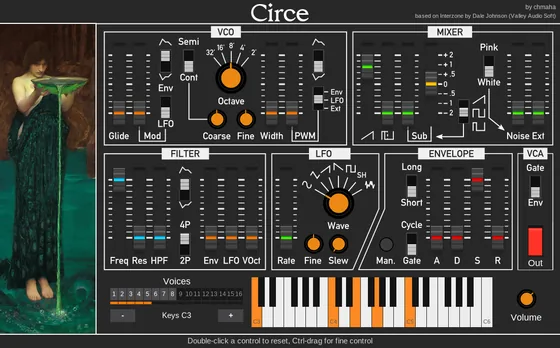 Circe
by chmaha
based on Interzone by Dale Johnson (Valley Audio Soft)
VCO
Semi
Cont
Env
LFO
32' 16' 8' 4' 2'
Octave
Env
LFO
Ext
Glide Mod Coarse Fine Width PWM
MIXER
+ 2
+ 1
+ .5
0
- .5
- 1
- 2
Pink
White
Sub Noise Ext
FILTER
4P
2P
Freq Res HPF Env LFO VOct
LFO
SH
Wave
Rate Fine Slew
ENVELOPE
Long
Short
Cycle
Man. Gate A D S R
VCA
Gate
Env
Out
Voices
1 2 3 4 5 6 7 8 9 10 11 12 13 14 15 16
- Keys C3 +
C3 C4 C5 C6
Volume
Double-click a control to reset, Ctrl-drag for fine control